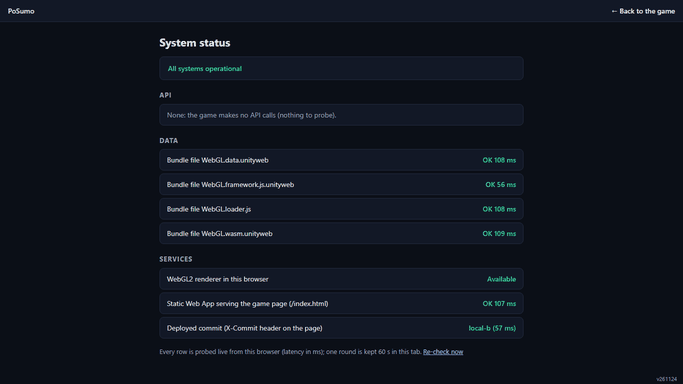 PoSumo
← Back to the game
System status
All systems operational
API
None: the game makes no API calls (nothing to probe).
DATA
Bundle file WebGL.data.unityweb OK 108 ms
Bundle file WebGL.framework.js.unityweb OK 56 ms
Bundle file WebGL.loader.js OK 108 ms
Bundle file WebGL.wasm.unityweb OK 109 ms
SERVICES
WebGL2 renderer in this browser Available
Static Web App serving the game page (/index.html) OK 107 ms
Deployed commit (X-Commit header on the page) local-b (57 ms)
Every row is probed live from this browser (latency in ms); one round is kept 60 s in this tab. Re-check now
v261124